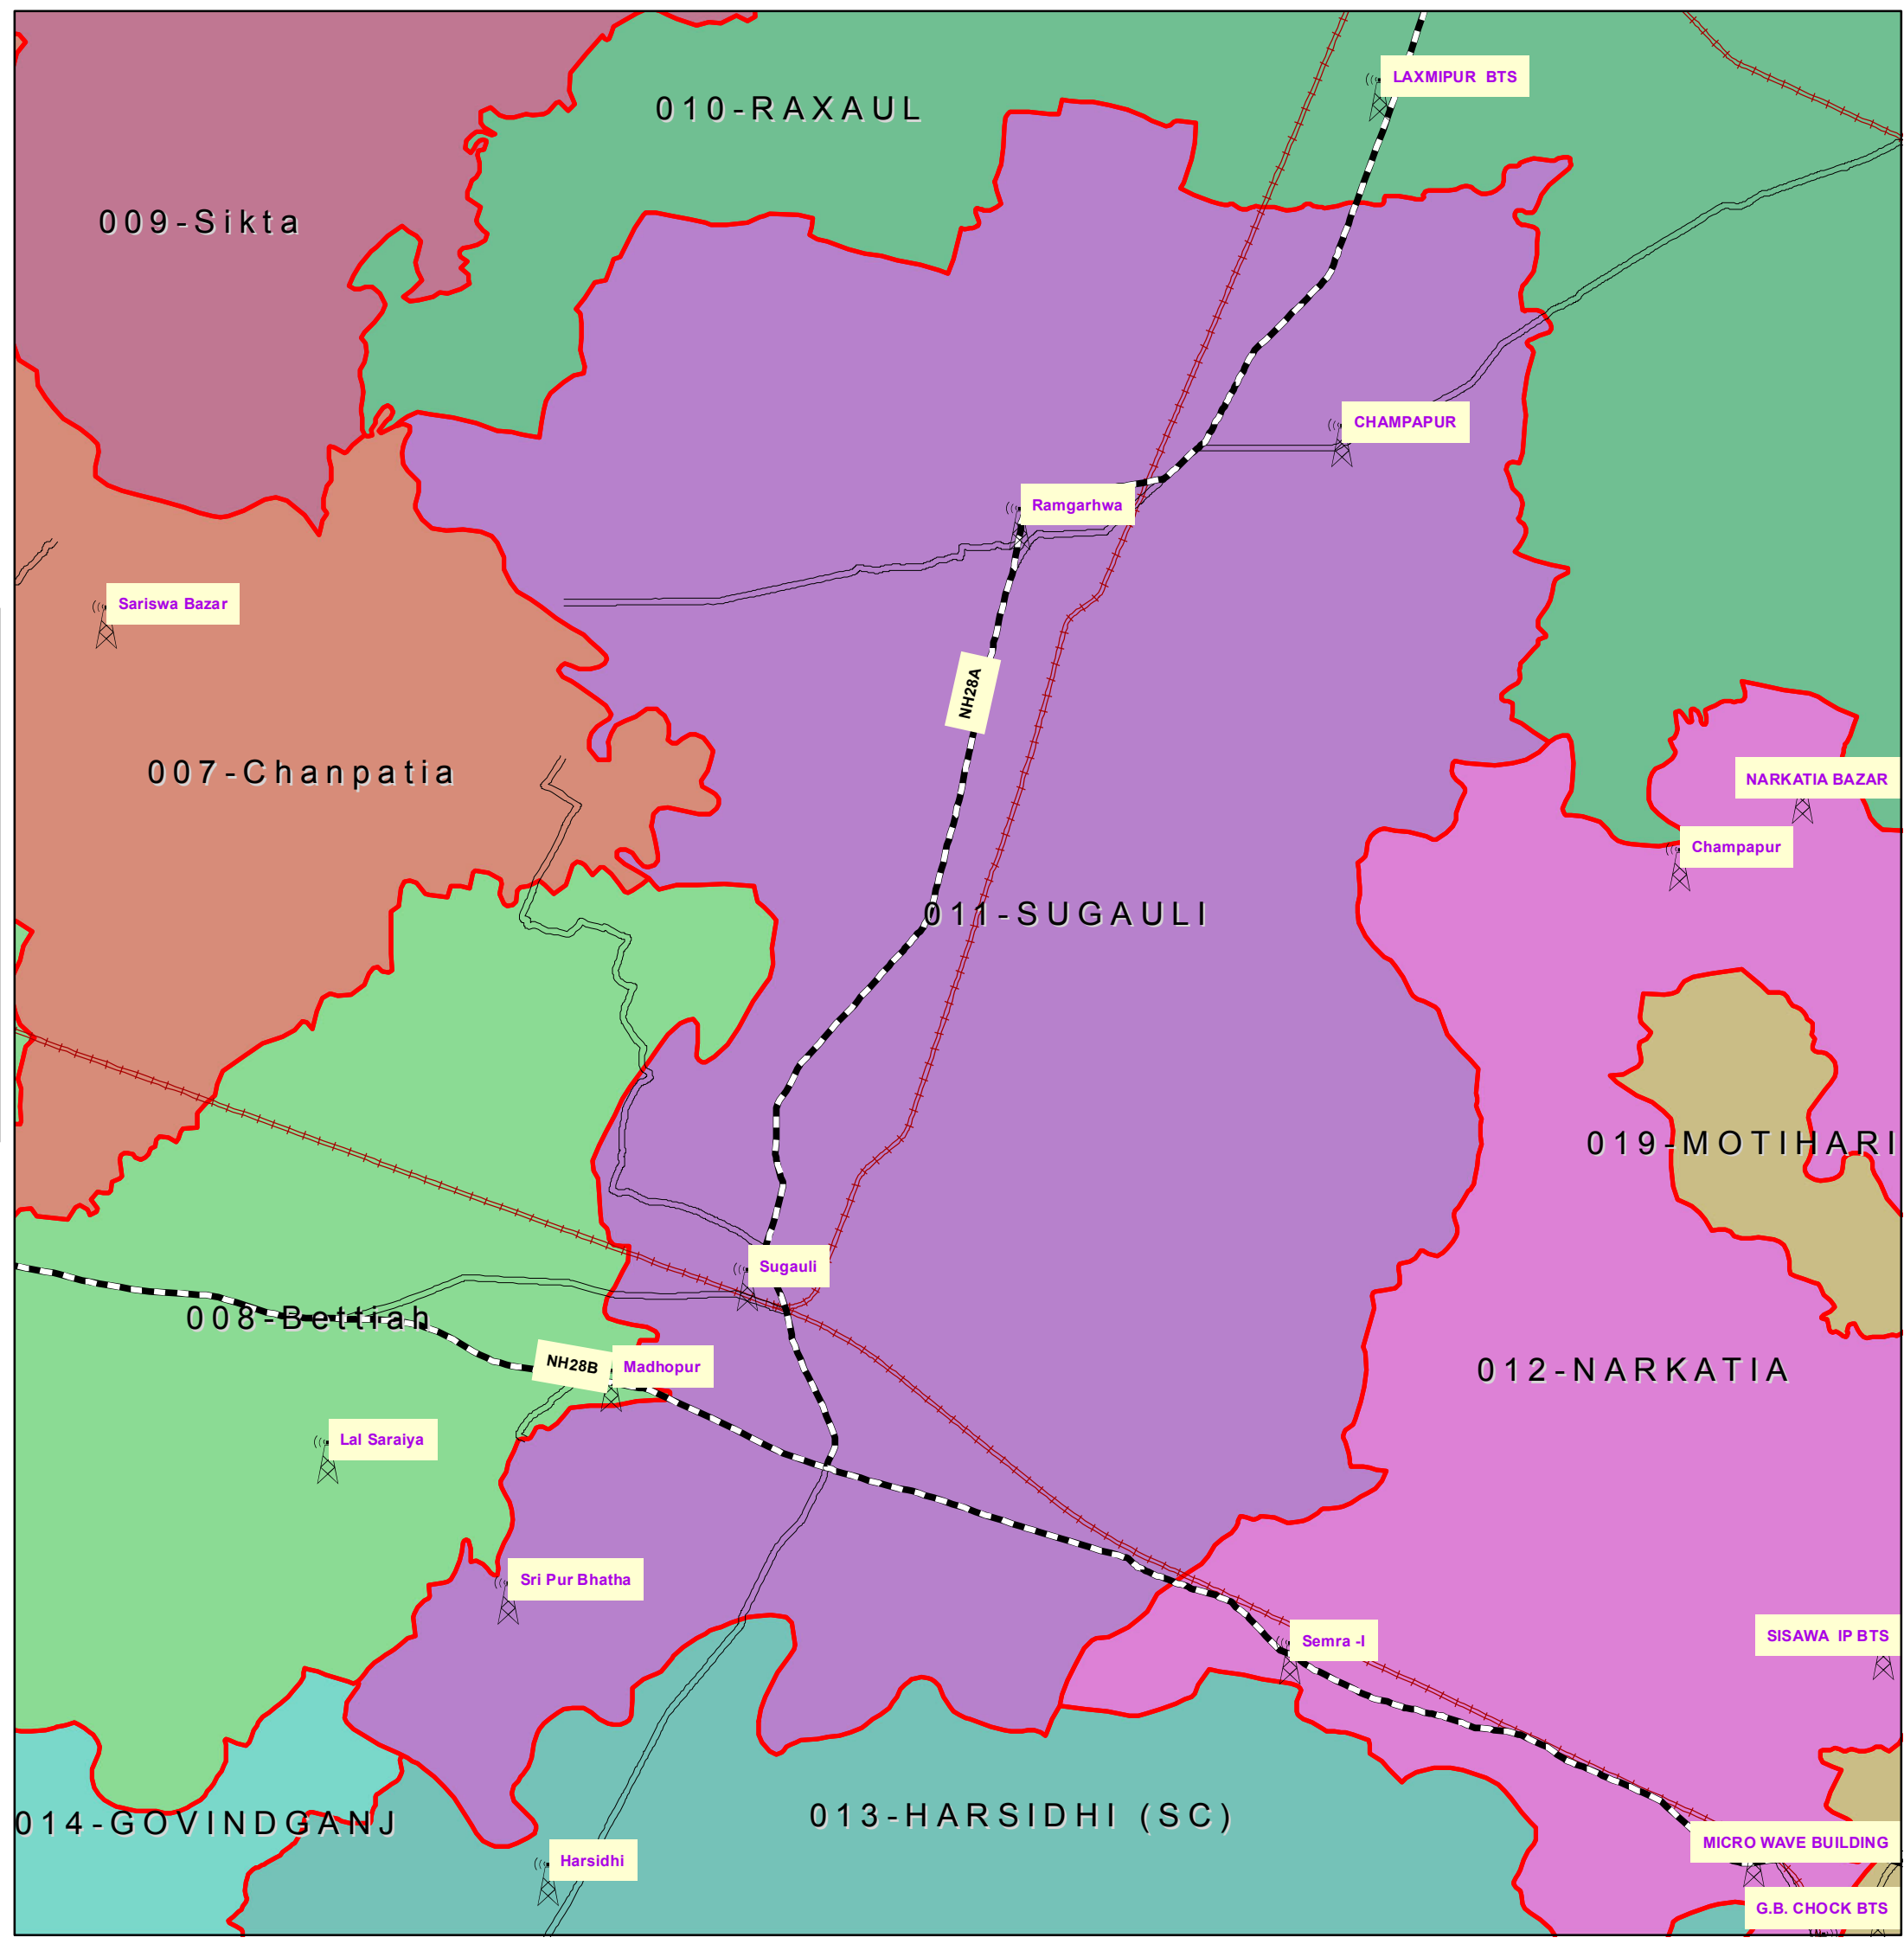 LAXMIPUR BTS
010-RAXAUL
009-Sikta
CHAMPAPUR
Ramgarhwa
Sariswa Bazar
NH28A
007-Chanpatia
NARKATIA BAZAR
Champapur
011-SUGAULI
019-MOTIHARI
Sugauli
008-Bettiah
NH28B
Madhopur
012-NARKATIA
Lal Saraiya
Sri Pur Bhatha
SISAWA IP BTS
Semra -I
013-HARSIDHI (SC)
014-GOVINDGANJ
MICRO WAVE BUILDING
Harsidhi
G.B. CHOCK BTS